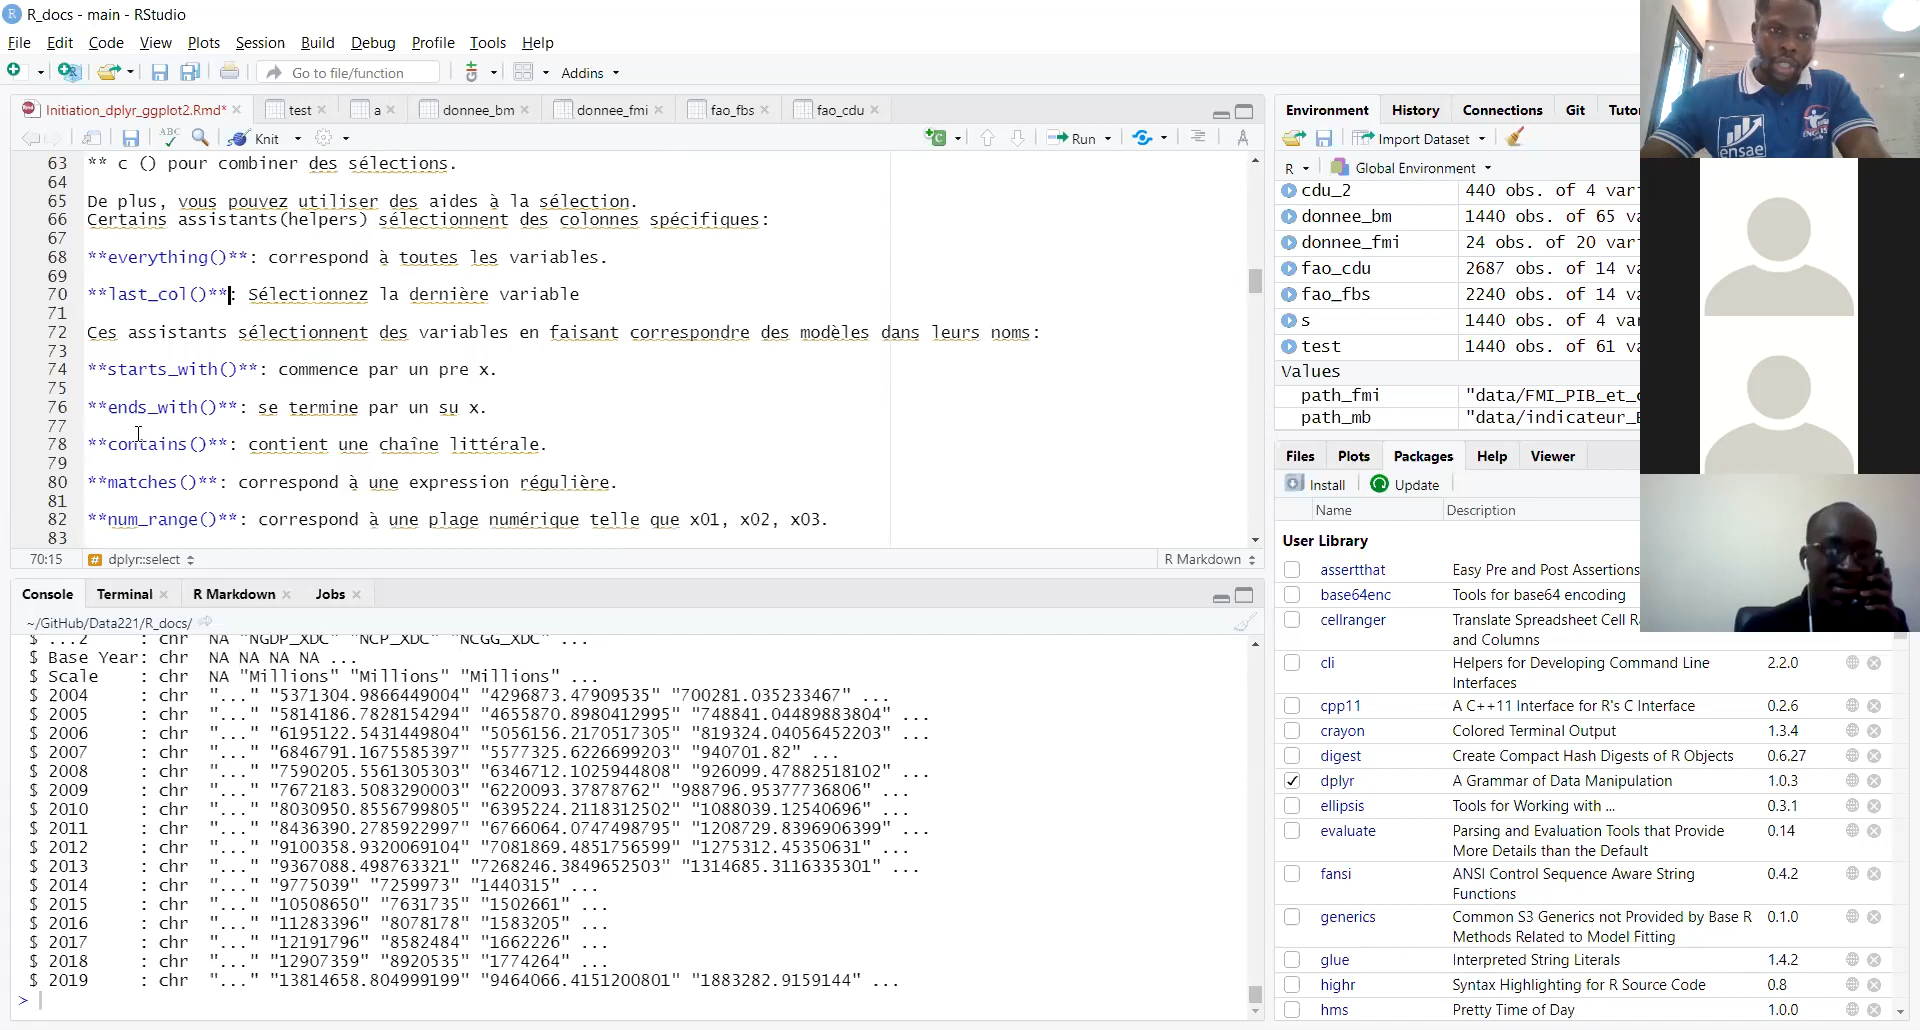 R_docs - main - RStudio
File Edit Code View Plots Session Build Debug Profile Tools Help
Go to file/function Addins
Initiation_dplyr_ggplot2.Rmd* test a donnee_bm donnee_fmi fao_fbs fao_cdu
ABC Knit Run
63 ** c () pour combiner des sélections.
64
65 De plus, vous pouvez utiliser des aides à la sélection.
66 Certains assistants(helpers) sélectionnent des colonnes spécifiques:
67
68 **everything()**: correspond à toutes les variables.
69
70 **last_col()**: Sélectionnez la dernière variable
71
72 Ces assistants sélectionnent des variables en faisant correspondre des modèles dans leurs noms:
73
74 **starts_with()**: commence par un pre x.
75
76 **ends_with()**: se termine par un su x.
77
78 **contains()**: contient une chaîne littérale.
79
80 **matches()**: correspond à une expression régulière.
81
82 **num_range()**: correspond à une plage numérique telle que x01, x02, x03.
83
70:15 # dplyr::select R Markdown
Console Terminal R Markdown Jobs
~/GitHub/Data221/R_docs/
$ ...2 : chr NA "NGDP_XDC" "NCP_XDC" "NCGG_XDC" ...
$ Base Year: chr NA NA NA NA ...
$ Scale : chr NA "Millions" "Millions" "Millions" ...
$ 2004 : chr "..." "5371304.9866449004" "4296873.47909535" "700281.035233467" ...
$ 2005 : chr "..." "5814186.7828154294" "4655870.8980412995" "748841.04489883804" ...
$ 2006 : chr "..." "6195122.5431449804" "5056156.2170517305" "819324.04056452203" ...
$ 2007 : chr "..." "6846791.1675585397" "5577325.6226699203" "940701.82" ...
$ 2008 : chr "..." "7590205.5561305303" "6346712.1025944808" "926099.47882518102" ...
$ 2009 : chr "..." "7672183.5083290003" "6220093.37878762" "988796.95377736806" ...
$ 2010 : chr "..." "8030950.8556799805" "6395224.2118312502" "1088039.12540696" ...
$ 2011 : chr "..." "8436390.2785922997" "6766064.0747498795" "1208729.8396906399" ...
$ 2012 : chr "..." "9100358.9320069104" "7081869.4851756599" "1275312.45350631" ...
$ 2013 : chr "..." "9367088.498763321" "7268246.3849652503" "1314685.3116335301" ...
$ 2014 : chr "..." "9775039" "7259973" "1440315" ...
$ 2015 : chr "..." "10508650" "7631735" "1502661" ...
$ 2016 : chr "..." "11283396" "8078178" "1583205" ...
$ 2017 : chr "..." "12191796" "8582484" "1662226" ...
$ 2018 : chr "..." "12907359" "8920535" "1774264" ...
$ 2019 : chr "..." "13814658.804999199" "9464066.4151200801" "1883282.9159144" ...
>
Environment History Connections Git Tutor
Import Dataset
R Global Environment
cdu_2 440 obs. of 4 vari
donnee_bm 1440 obs. of 65 va
donnee_fmi 24 obs. of 20 vari
fao_cdu 2687 obs. of 14 va
fao_fbs 2240 obs. of 14 va
s 1440 obs. of 4 var
test 1440 obs. of 61 va
Values
path_fmi "data/FMI_PIB_et_
path_mb "data/indicateur_
Files Plots Packages Help Viewer
Install Update
Name Description
User Library
assertthat Easy Pre and Post Assertions
base64enc Tools for base64 encoding
cellranger Translate Spreadsheet Cell R
and Columns
cli Helpers for Developing Command Line 2.2.0
Interfaces
cpp11 A C++11 Interface for R's C Interface 0.2.6
crayon Colored Terminal Output 1.3.4
digest Create Compact Hash Digests of R Objects 0.6.27
dplyr A Grammar of Data Manipulation 1.0.3
ellipsis Tools for Working with ... 0.3.1
evaluate Parsing and Evaluation Tools that Provide 0.14
More Details than the Default
fansi ANSI Control Sequence Aware String 0.4.2
Functions
generics Common S3 Generics not Provided by Base R 0.1.0
Methods Related to Model Fitting
glue Interpreted String Literals 1.4.2
highr Syntax Highlighting for R Source Code 0.8
hms Pretty Time of Day 1.0.0
ensae